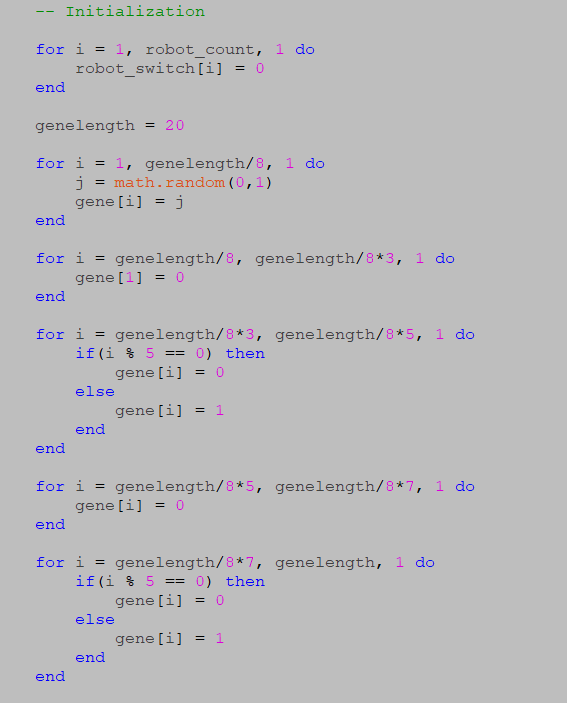 -- Initialization
for i = 1, robot_count, 1 do
robot_switch[i] = 0
end
genelength = 20
for i = 1, genelength/8, 1 do
j = math.random(0,1)
gene[i] = j
end
for i = genelength/8, genelength/8*3, 1 do
gene[1] = 0
end
for i = genelength/8*3, genelength/8*5, 1 do
if(i % 5 == 0) then
gene[i] = 0
else
gene[i] = 1
end
end
for i = genelength/8*5, genelength/8*7, 1 do
gene[i] = 0
end
for i = genelength/8*7, genelength, 1 do
if(i % 5 == 0) then
gene[i] = 0
else
gene[i] = 1
end
end